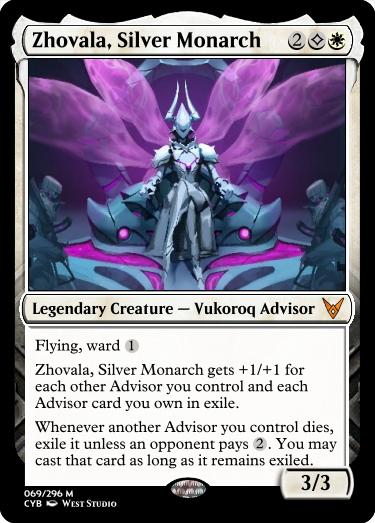 Zhovala, Silver Monarch 2W
Legendary Creature — Vukoroq Advisor
Flying, ward 1
Zhovala, Silver Monarch gets +1/+1 for
each other Advisor you control and each
Advisor card you own in exile.
Whenever another Advisor you control dies,
exile it unless an opponent pays 2. You may
cast that card as long as it remains exiled.
3/3
069/296 M
CYB West Studio